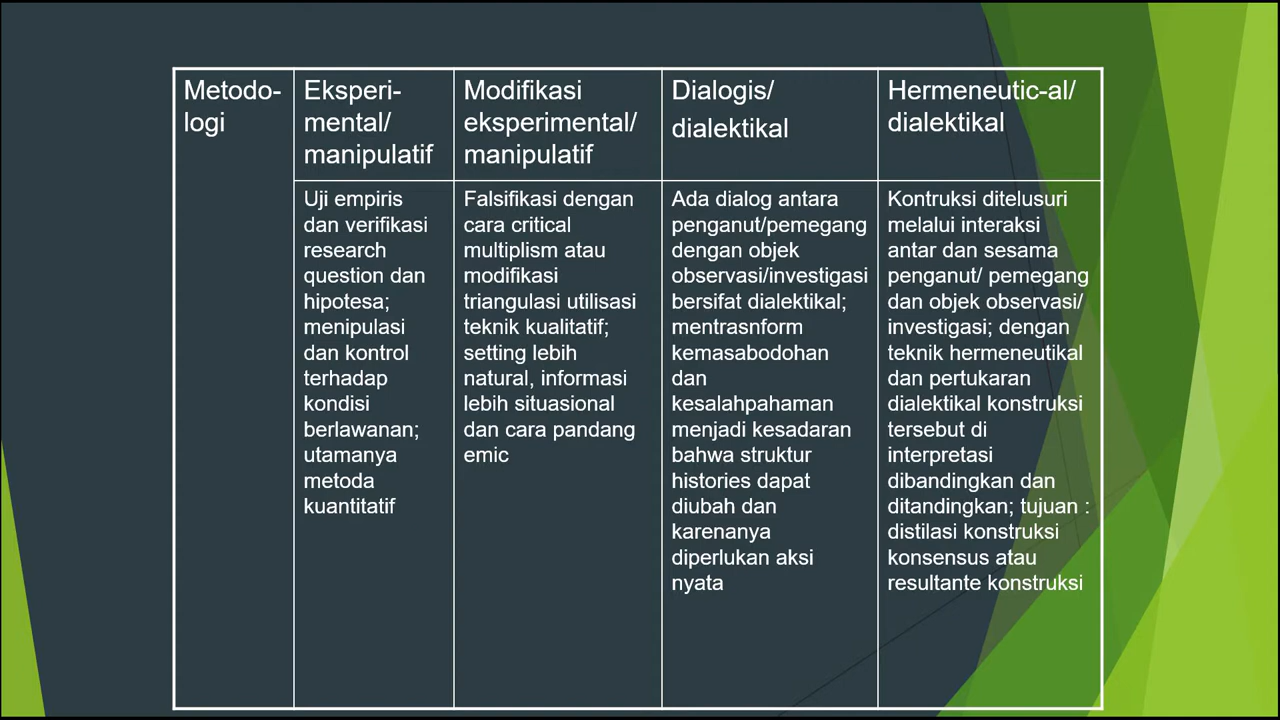 Metodo-
logi
Eksperi-
mental/
manipulatif
Modifikasi
eksperimental/
manipulatif
Dialogis/
dialektikal
Hermeneutic-al/
dialektikal
Uji empiris
dan verifikasi
research
question dan
hipotesa;
menipulasi
dan kontrol
terhadap
kondisi
berlawanan;
utamanya
metoda
kuantitatif
Falsifikasi dengan
cara critical
multiplism atau
modifikasi
triangulasi utilisasi
teknik kualitatif;
setting lebih
natural, informasi
lebih situasional
dan cara pandang
emic
Ada dialog antara
penganut/pemegang
dengan objek
observasi/investigasi
bersifat dialektikal;
mentrasnform
kemasabodohan
dan
kesalahpahaman
menjadi kesadaran
bahwa struktur
histories dapat
diubah dan
karenanya
diperlukan aksi
nyata
Kontruksi ditelusuri
melalui interaksi
antar dan sesama
penganut/ pemegang
dan objek observasi/
investigasi; dengan
teknik hermeneutikal
dan pertukaran
dialektikal konstruksi
tersebut di
interpretasi
dibandingkan dan
ditandingkan; tujuan :
distilasi konstruksi
konsensus atau
resultante konstruksi